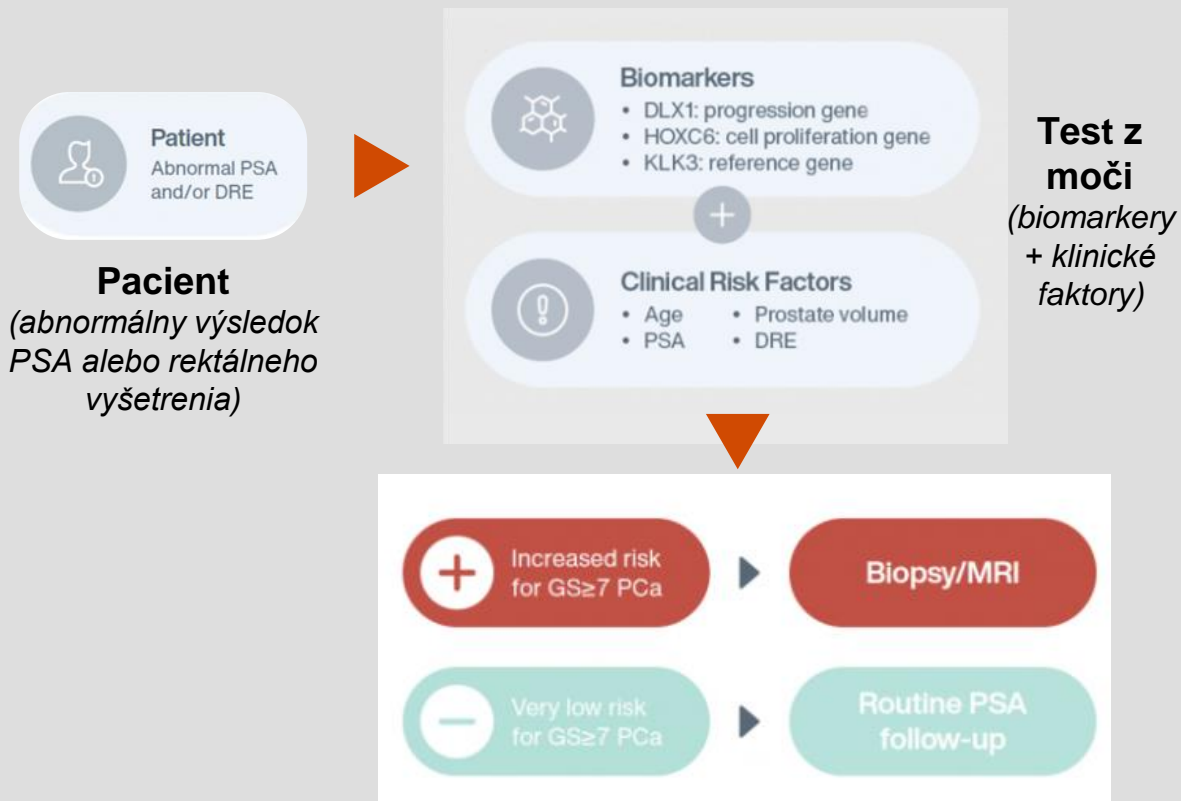 Patient
Abnormal PSA
and/or DRE
Pacient
(abnormálny výsledok
PSA alebo rektálneho
vyšetrenia)
Biomarkers
• DLX1: progression gene
• HOXC6: cell proliferation gene
• KLK3: reference gene
+
Clinical Risk Factors
• Age • Prostate volume
• PSA • DRE
Test z
moči
(biomarkery
+ klinické
faktory)
Increased risk
for GS≥7 PCa
Biopsy/MRI
Very low risk
for GS≥7 PCa
Routine PSA
follow-up